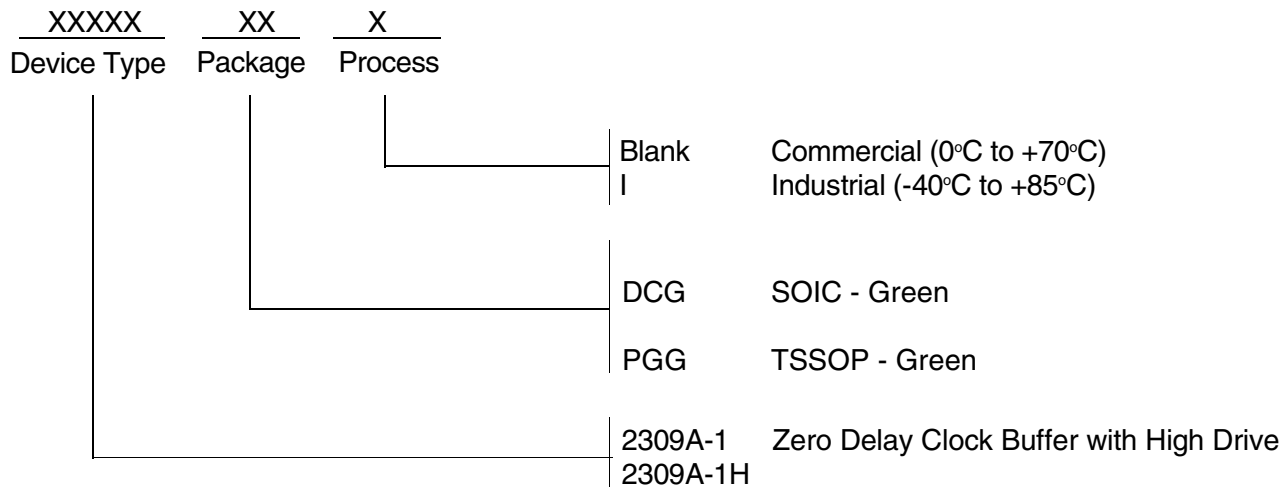 XXXXX XX X
Device Type Package Process
Blank Commercial (0°C to +70°C)
I Industrial (-40°C to +85°C)
DCG SOIC - Green
PGG TSSOP - Green
2309A-1 Zero Delay Clock Buffer with High Drive
2309A-1H